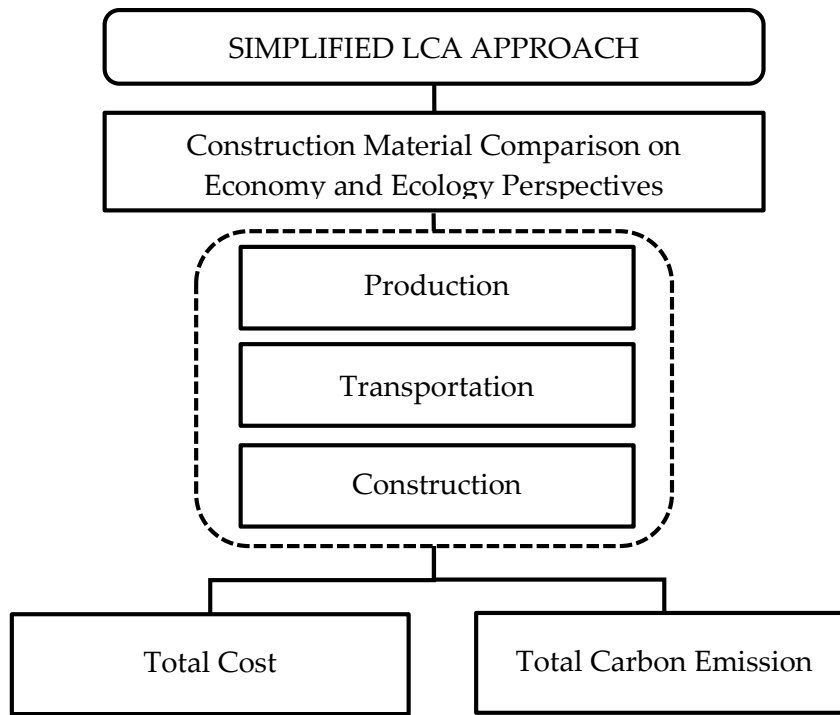 SIMPLIFIED LCA APPROACH
Construction Material Comparison on
Economy and Ecology Perspectives
Production
Transportation
Construction
Total Cost
Total Carbon Emission